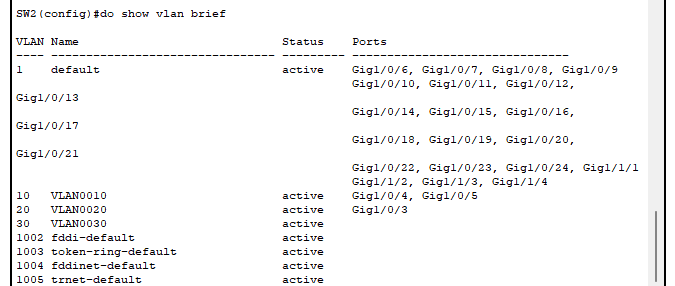 SW2(config)#do show vlan brief
VLAN Name                             Status    Ports
---- -------------------------------- --------- -------------------------------
1    default                          active    Gig1/0/6, Gig1/0/7, Gig1/0/8, Gig1/0/9
                                                Gig1/0/10, Gig1/0/11, Gig1/0/12,
Gig1/0/13
                                                Gig1/0/14, Gig1/0/15, Gig1/0/16,
Gig1/0/17
                                                Gig1/0/18, Gig1/0/19, Gig1/0/20,
Gig1/0/21
                                                Gig1/0/22, Gig1/0/23, Gig1/0/24, Gig1/1/1
                                                Gig1/1/2, Gig1/1/3, Gig1/1/4
10   VLAN0010                         active    Gig1/0/4, Gig1/0/5
20   VLAN0020                         active    Gig1/0/3
30   VLAN0030                         active
1002 fddi-default                     active
1003 token-ring-default               active
1004 fddinet-default                  active
1005 trnet-default                    active